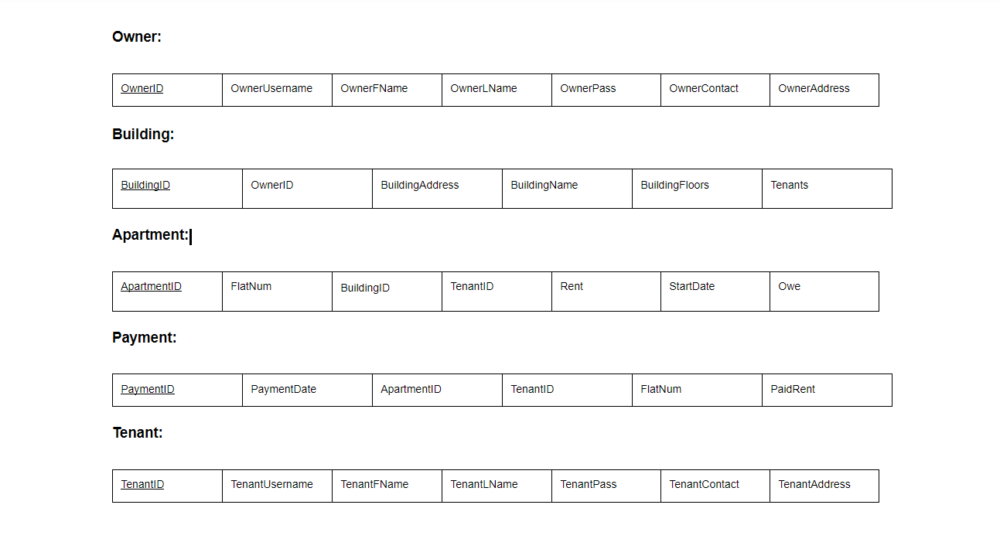 Owner:
OwnerID OwnerUsername OwnerFName OwnerLName OwnerPass OwnerContact OwnerAddress
Building:
BuildingID OwnerID BuildingAddress BuildingName BuildingFloors Tenants
Apartment:
ApartmentID FlatNum BuildingID TenantID Rent StartDate Owe
Payment:
PaymentID PaymentDate ApartmentID TenantID FlatNum PaidRent
Tenant:
TenantID TenantUsername TenantFName TenantLName TenantPass TenantContact TenantAddress